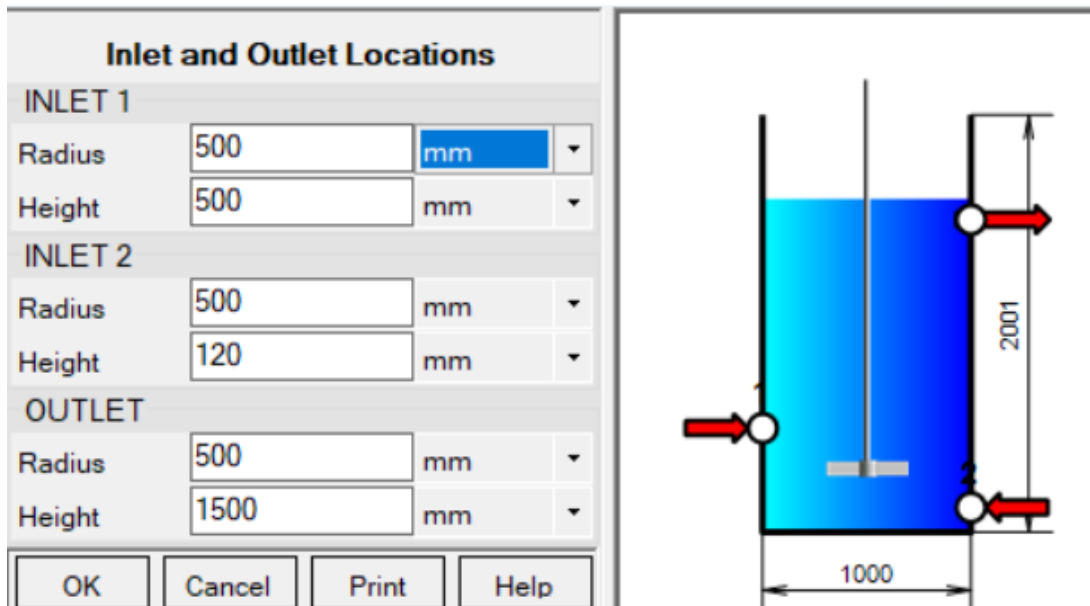 Inlet and Outlet Locations
INLET 1
Radius 500 mm
Height 500 mm
INLET 2
Radius 500 mm
Height 120 mm
OUTLET
Radius 500 mm
Height 1500 mm
OK Cancel Print Help
1
2
2001
1000